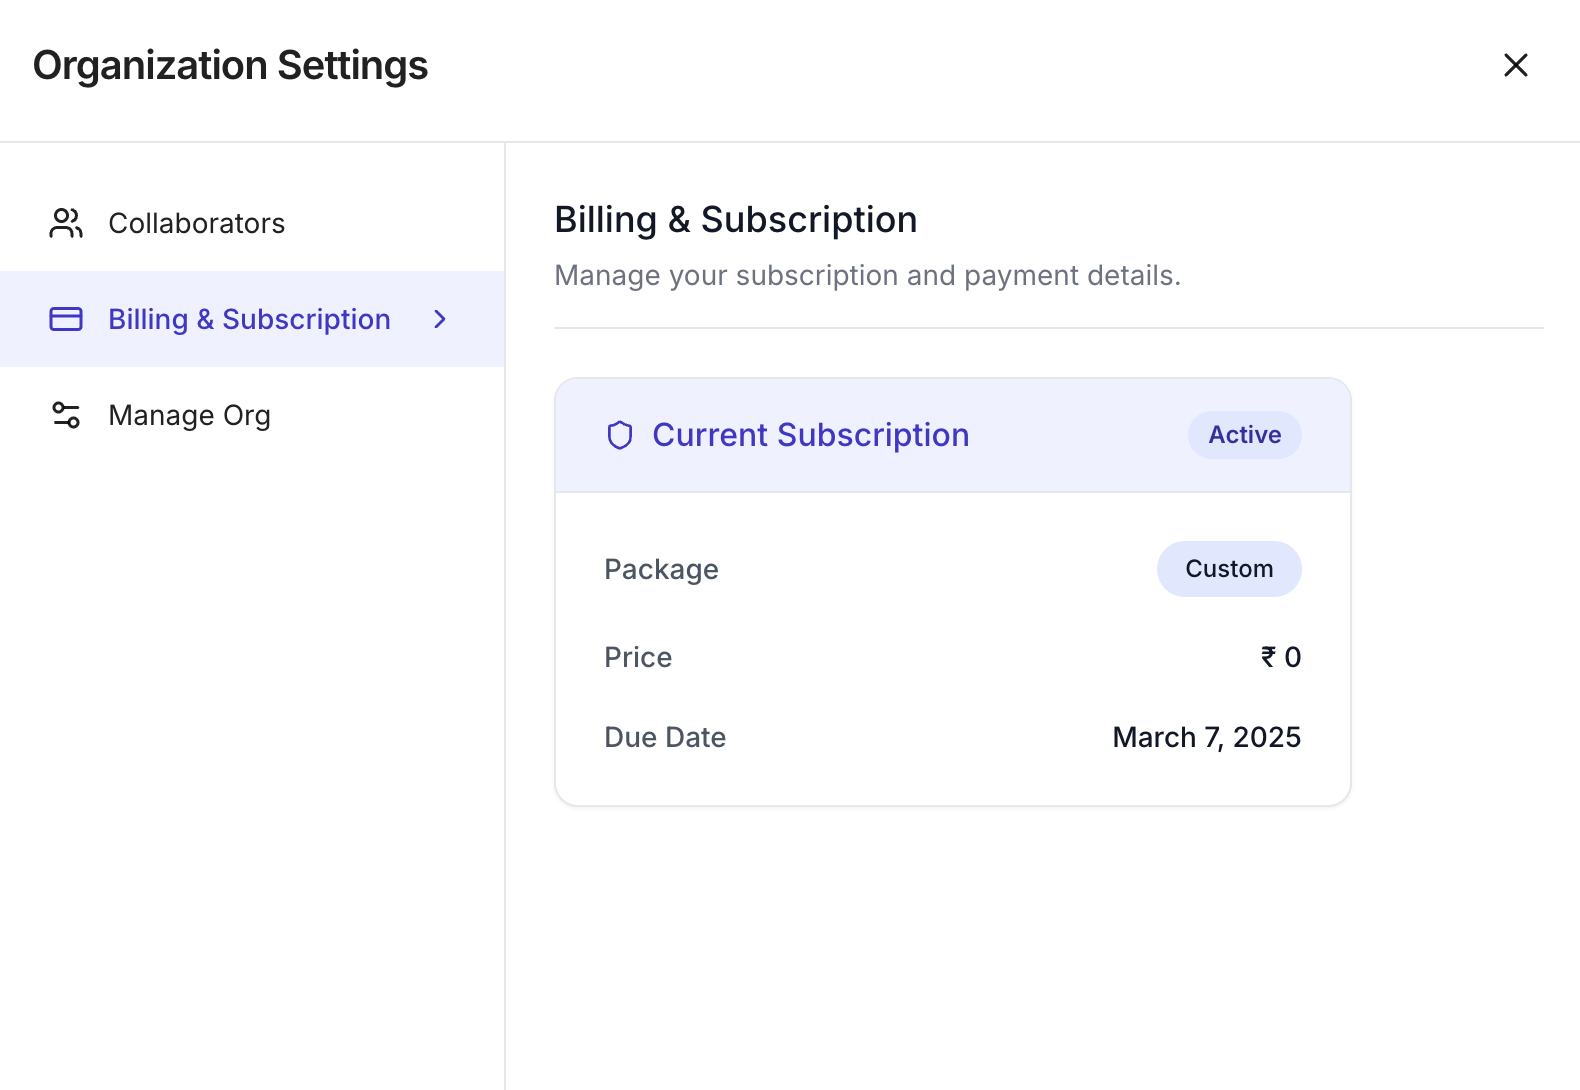 Organization Settings
Collaborators
Billing & Subscription
Manage Org
Billing & Subscription
Manage your subscription and payment details.
Current Subscription
Active
Package
Custom
Price
₹ 0
Due Date
March 7, 2025